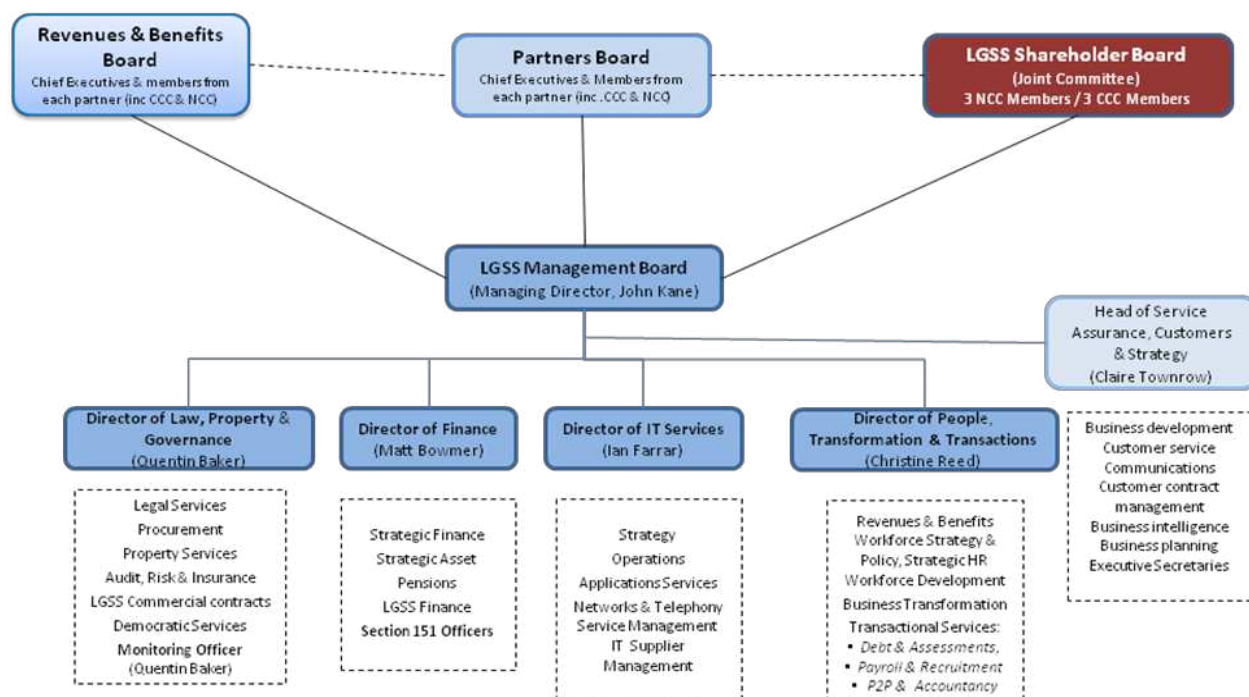 Revenues & Benefits
Board
Chief Executives & members from
each partner (inc CCC & NCC)
Partners Board
Chief Executives & Members from
each partner (inc .CCC & NCC)
LGSS Shareholder Board
(Joint Committee)
3 NCC Members / 3 CCC Members
LGSS Management Board
(Managing Director, John Kane)
Head of Service
Assurance, Customers
& Strategy
(Claire Townrow)
Director of Law, Property &
Governance
(Quentin Baker)
Director of Finance
(Matt Bowmer)
Director of IT Services
(Ian Farrar)
Director of People,
Transformation & Transactions
(Christine Reed)
Legal Services
Procurement
Property Services
Audit, Risk & Insurance
LGSS Commercial contracts
Democratic Services
Monitoring Officer
(Quentin Baker)
Strategic Finance
Strategic Asset
Pensions
LGSS Finance
Section 151 Officers
Strategy
Operations
Applications Services
Networks & Telephony
Service Management
IT Supplier
Management
Revenues & Benefits
Workforce Strategy &
Policy, Strategic HR
Workforce Development
Business Transformation
Transactional Services:
▪ Debt & Assessments,
▪ Payroll & Recruitment
▪ P2P & Accountancy
Business development
Customer service
Communications
Customer contract
management
Business intelligence
Business planning
Executive Secretaries